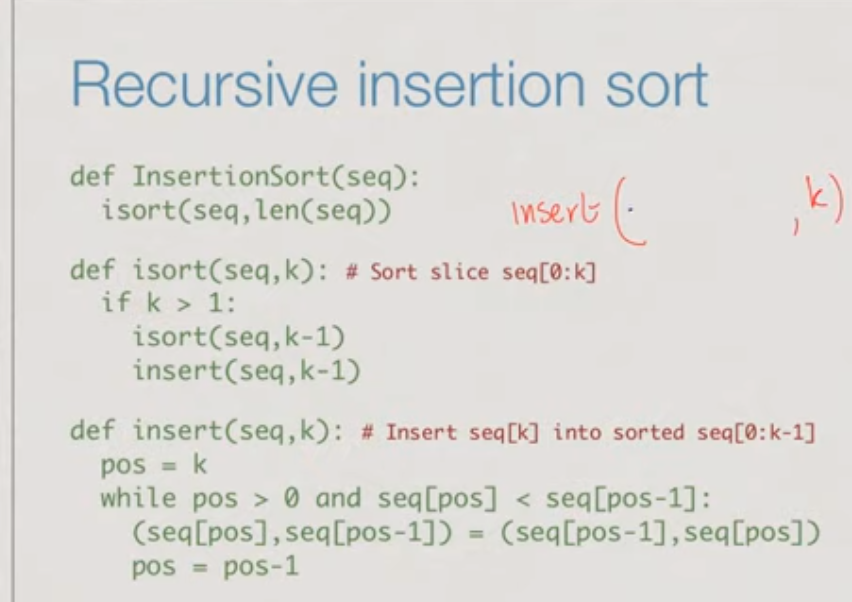 Recursive insertion sort
def InsertionSort(seq):
isort(seq,len(seq))
insert ( , k)
def isort(seq,k): # Sort slice seq[0:k]
if k > 1:
isort(seq,k-1)
insert(seq,k-1)
def insert(seq,k): # Insert seq[k] into sorted seq[0:k-1]
pos = k
while pos > 0 and seq[pos] < seq[pos-1]:
(seq[pos],seq[pos-1]) = (seq[pos-1],seq[pos])
pos = pos-1